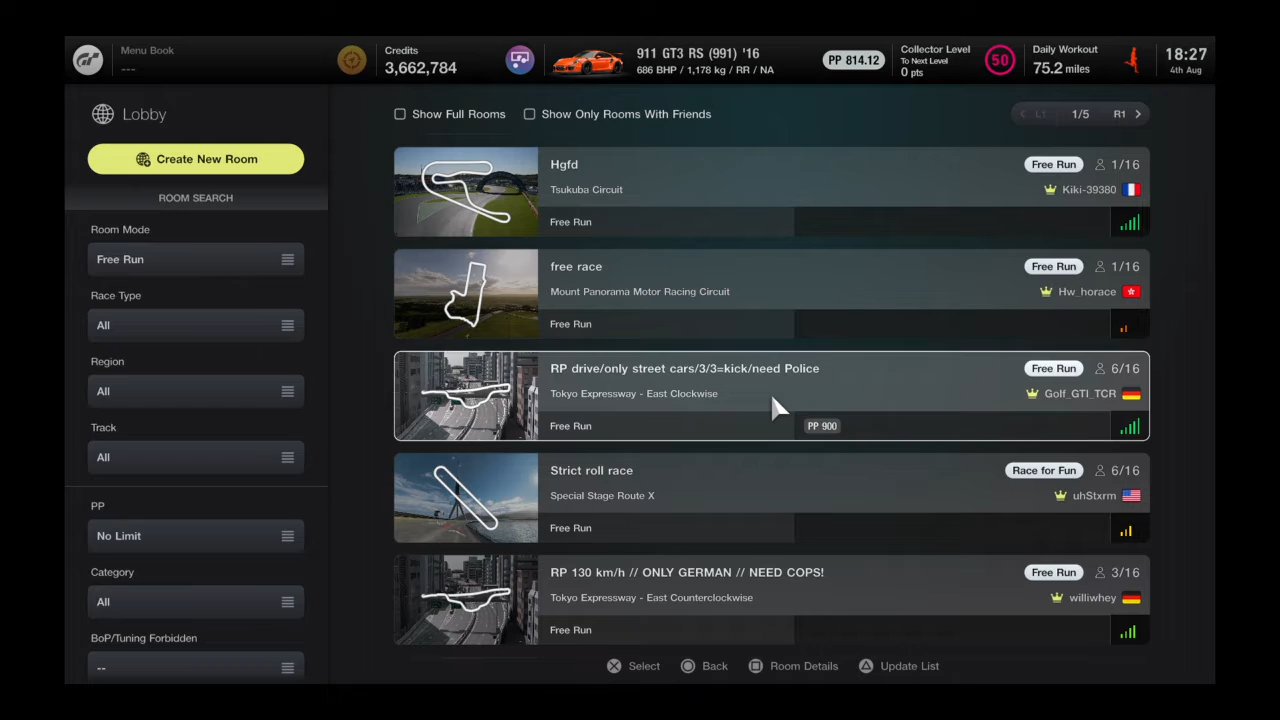 Menu Book
---
Credits
3,662,784
911 GT3 RS (991) '16
686 BHP / 1,178 kg / RR / NA
PP 814.12
Collector Level
To Next Level
0 pts
50
Daily Workout
75.2 miles
18:27
4th Aug
Lobby
Create New Room
ROOM SEARCH
Room Mode
Free Run
Race Type
All
Region
All
Track
All
PP
No Limit
Category
All
BoP/Tuning Forbidden
--
Show Full Rooms
Show Only Rooms With Friends
L1
1/5
R1
Hgfd
Free Run
1/16
Tsukuba Circuit
Kiki-39380
Free Run
free race
Free Run
1/16
Mount Panorama Motor Racing Circuit
Hw_horace
Free Run
RP drive/only street cars/3/3=kick/need Police
Free Run
6/16
Tokyo Expressway - East Clockwise
Golf_GTI_TCR
Free Run
PP 900
Strict roll race
Race for Fun
6/16
Special Stage Route X
uhStxrm
Free Run
RP 130 km/h // ONLY GERMAN // NEED COPS!
Free Run
3/16
Tokyo Expressway - East Counterclockwise
williwhey
Free Run
Select
Back
Room Details
Update List